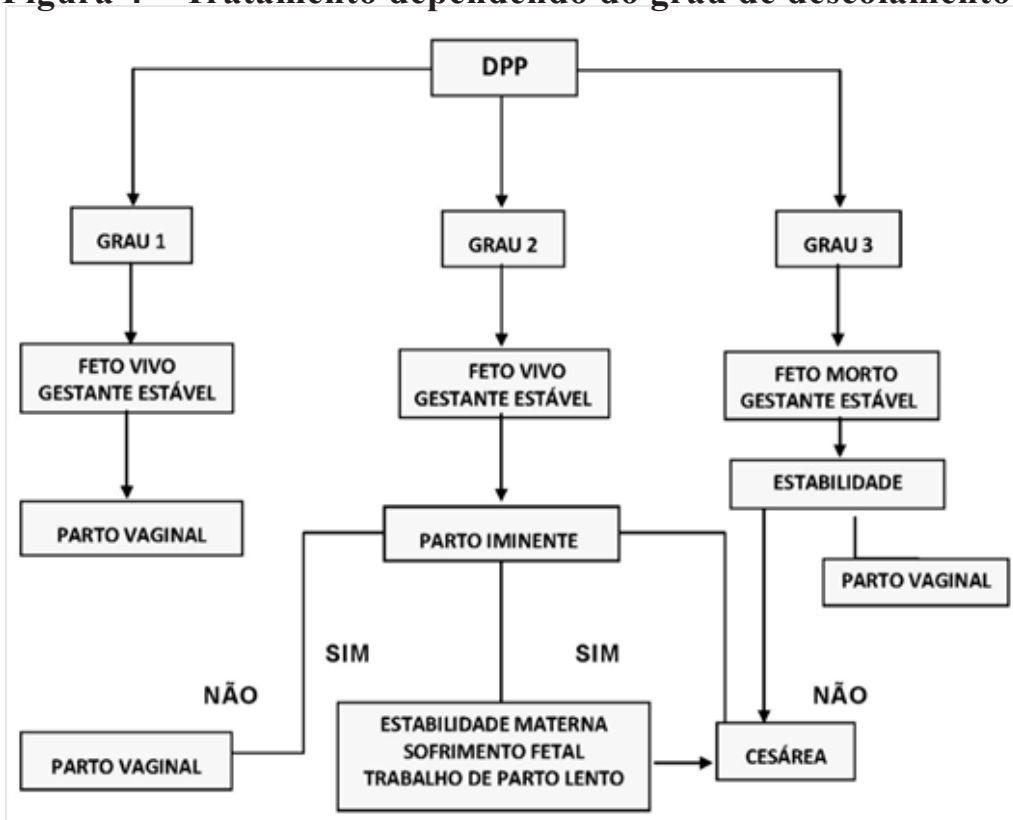 Figura 4 – Tratamento dependendo do grau de descolamento
DPP
GRAU 1
GRAU 2
GRAU 3
FETO VIVO
GESTANTE ESTÁVEL
FETO VIVO
GESTANTE ESTÁVEL
FETO MORTO
GESTANTE ESTÁVEL
ESTABILIDADE
PARTO VAGINAL
PARTO IMINENTE
PARTO VAGINAL
SIM
SIM
NÃO
NÃO
PARTO VAGINAL
ESTABILIDADE MATERNA
SOFRIMENTO FETAL
TRABALHO DE PARTO LENTO
CESÁREA